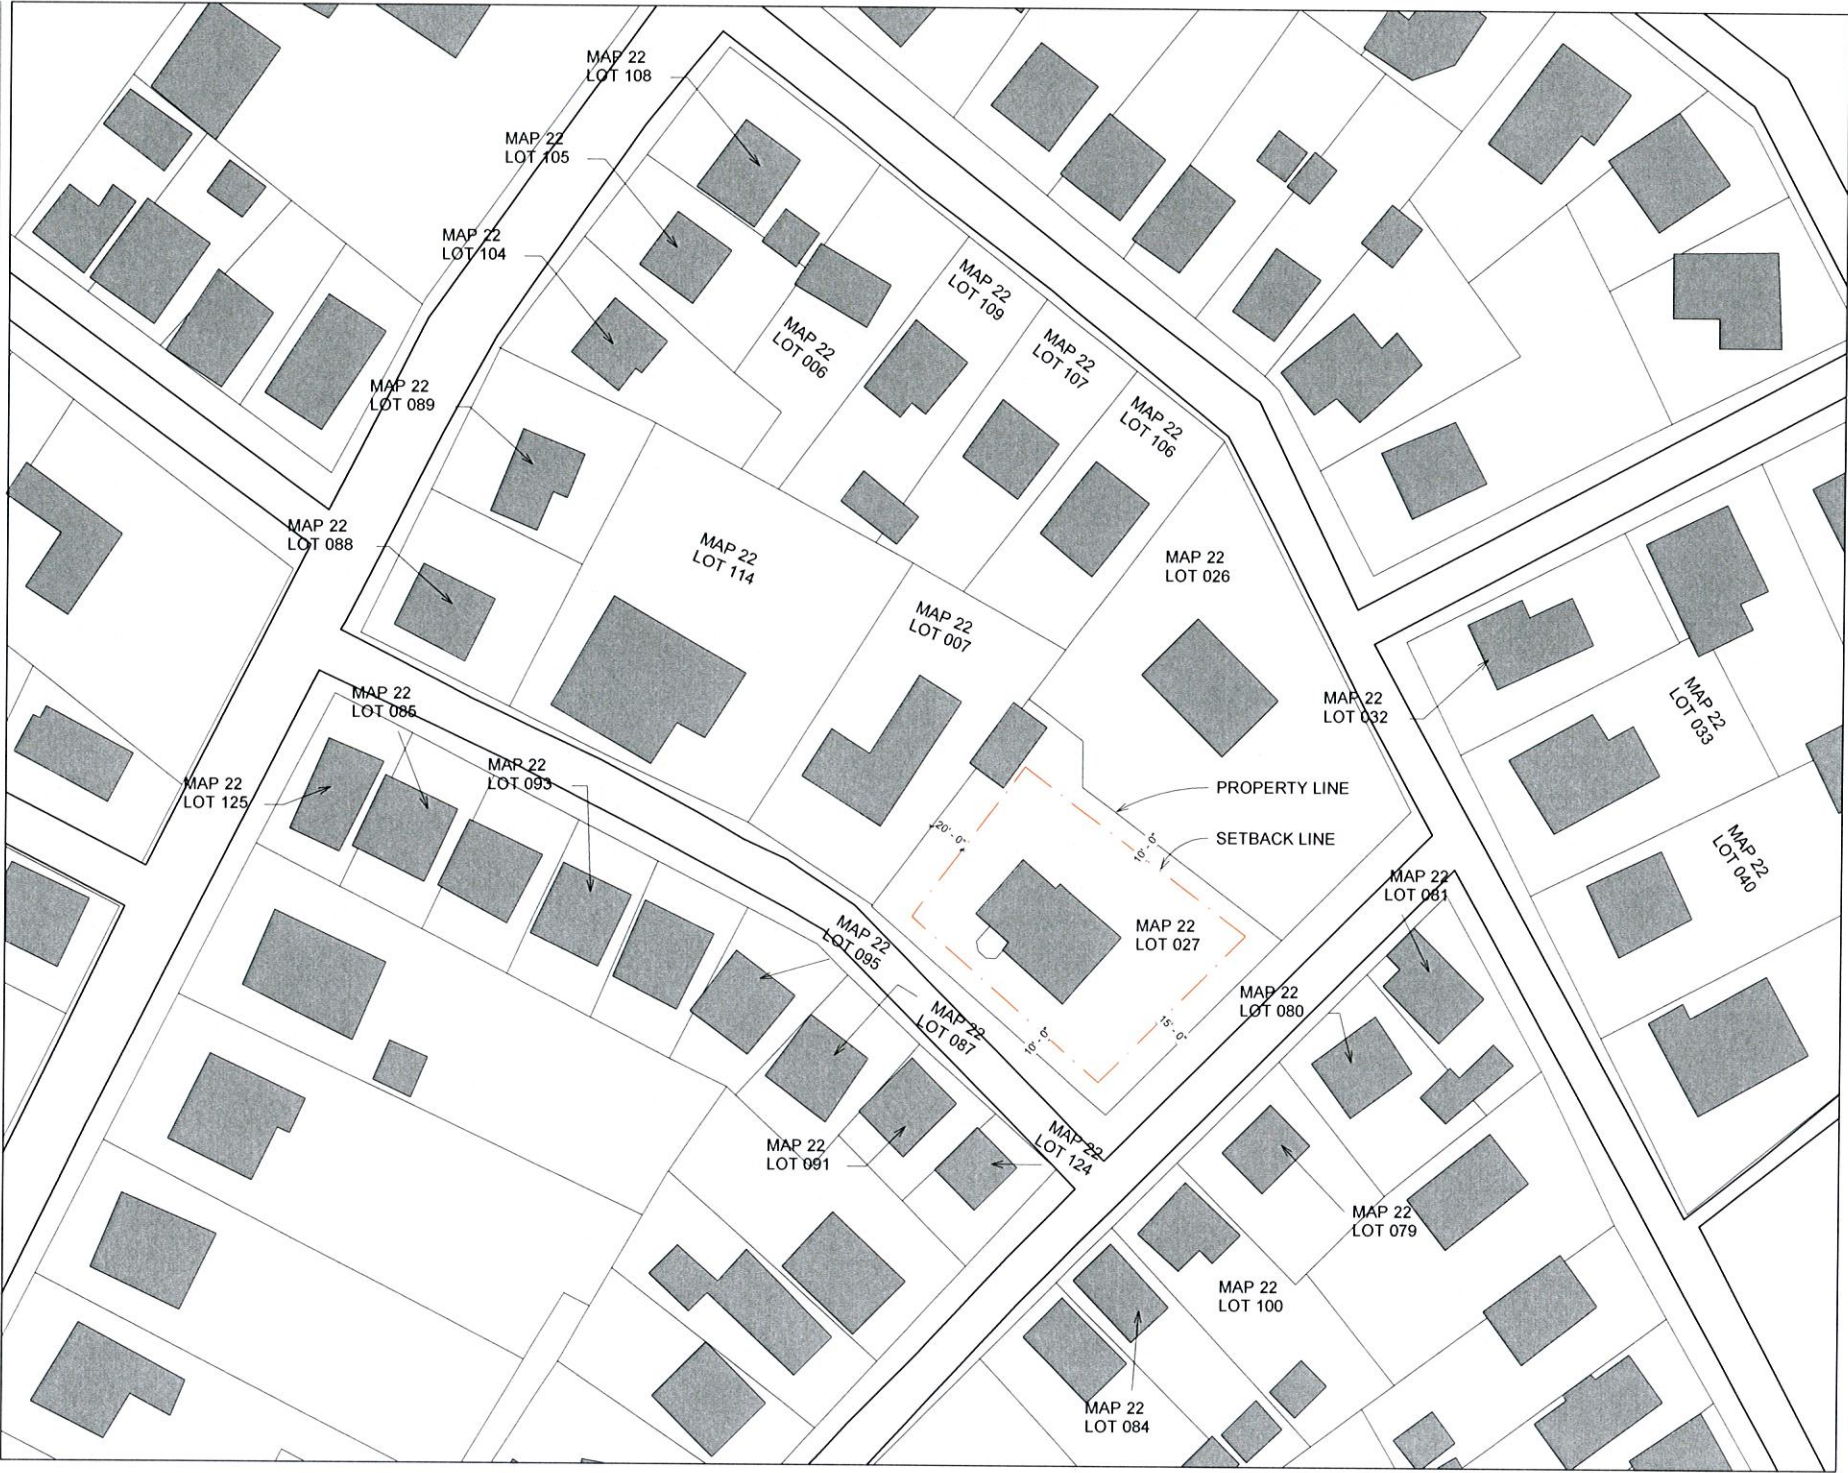 MAP 22
LOT 108
MAP 22
LOT 105
MAP 22
LOT 104
MAP 22
LOT 109
MAP 22
LOT 006
MAP 22
LOT 107
MAP 22
LOT 089
MAP 22
LOT 106
MAP 22
LOT 088
MAP 22
LOT 114
MAP 22
LOT 026
MAP 22
LOT 007
MAP 22
LOT 085
MAP 22
LOT 032
MAP 22
LOT 033
MAP 22
LOT 093
MAP 22
LOT 125
PROPERTY LINE
SETBACK LINE
20' - 0"
10' - 0"
MAP 22
LOT 040
MAP 22
LOT 081
MAP 22
LOT 095
MAP 22
LOT 027
MAP 22
LOT 080
MAP 22
LOT 087
10' - 0"
15' - 0"
MAP 22
LOT 091
MAP 22
LOT 124
MAP 22
LOT 079
MAP 22
LOT 100
MAP 22
LOT 084